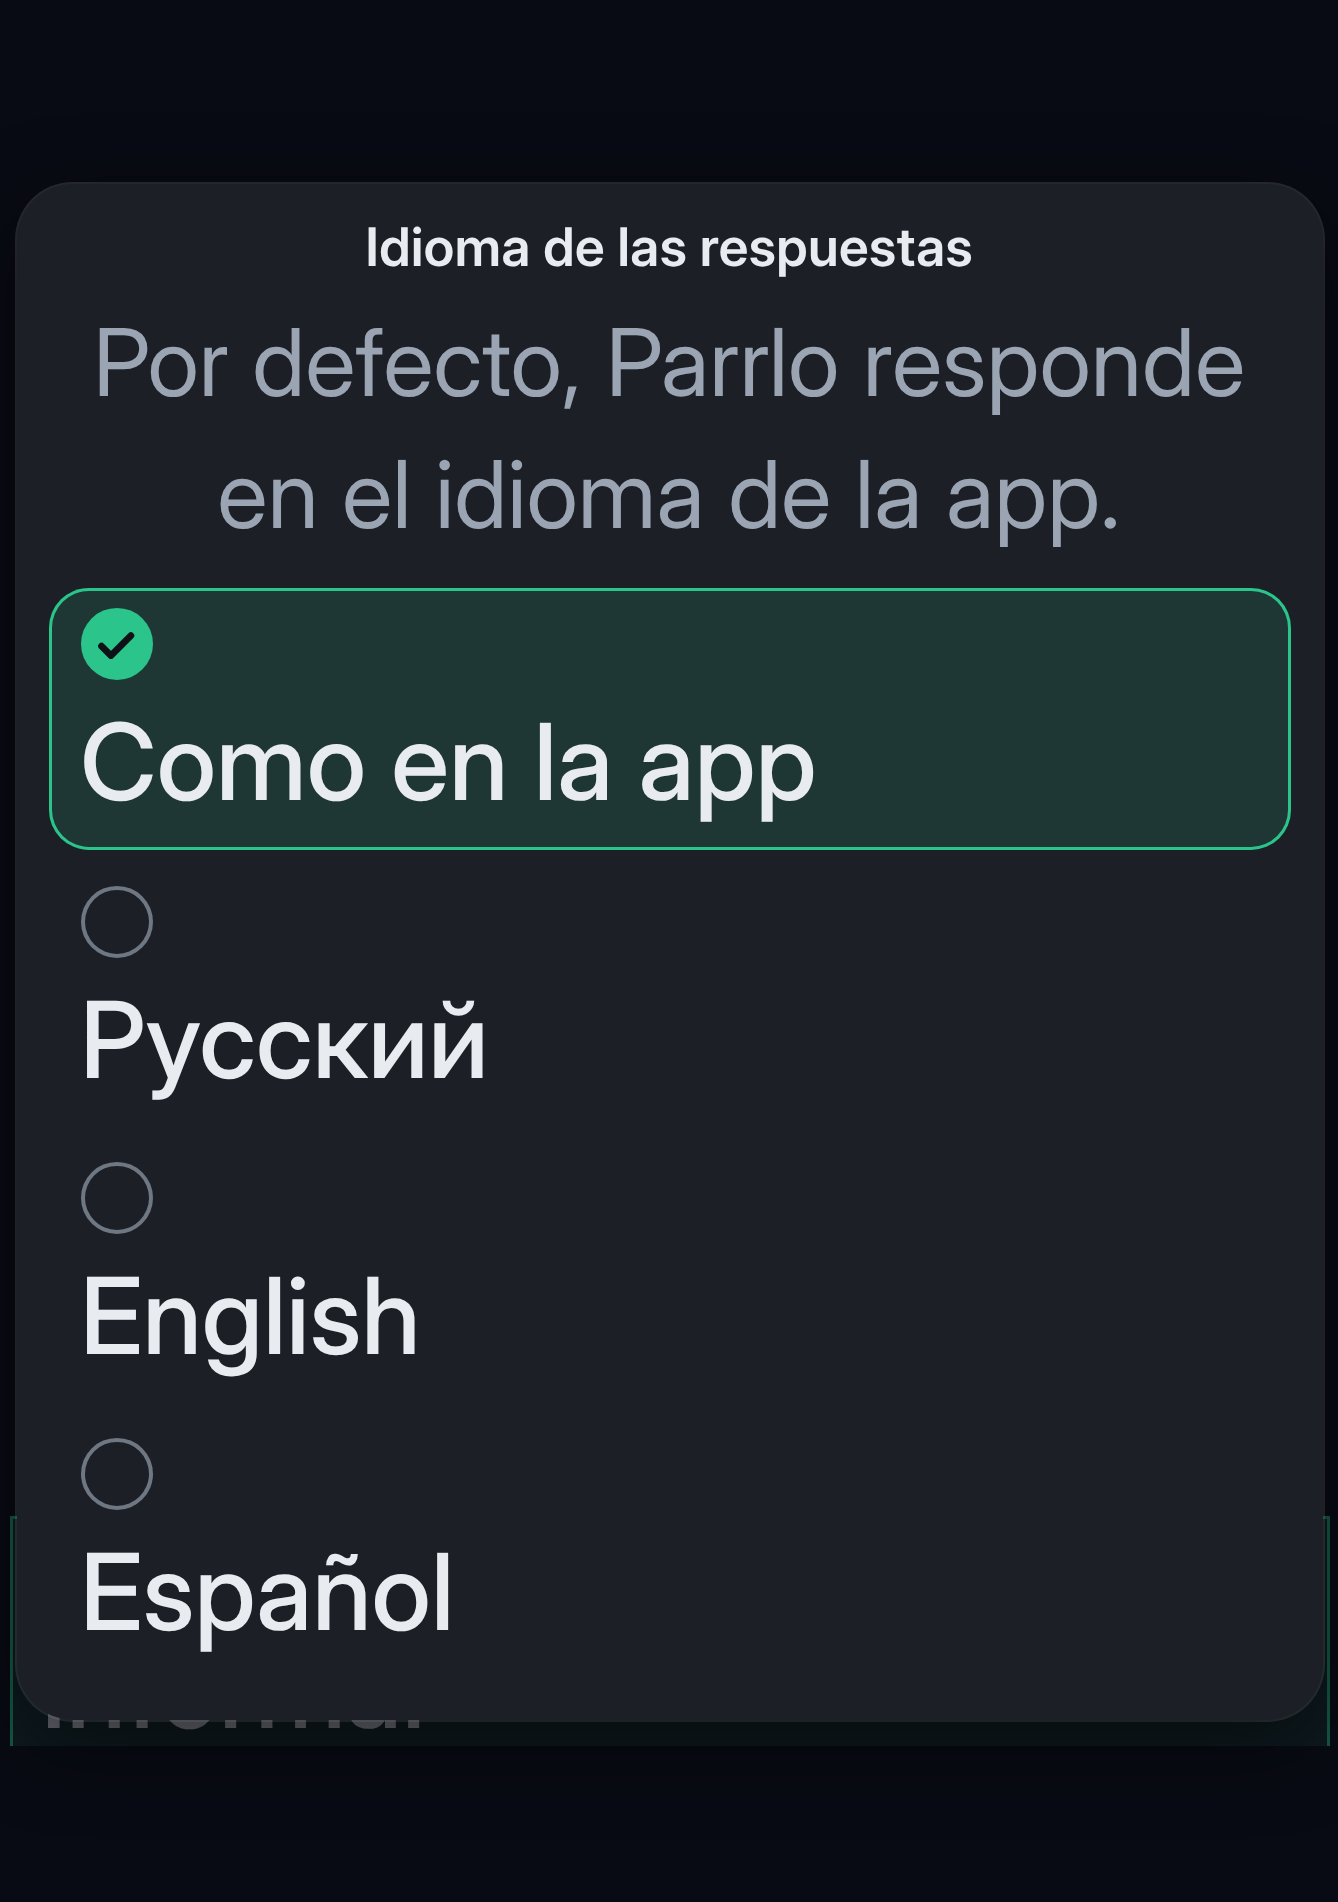 Idioma de las respuestas
Por defecto, Parrlo responde
en el idioma de la app.
Como en la app
Русский
English
Español